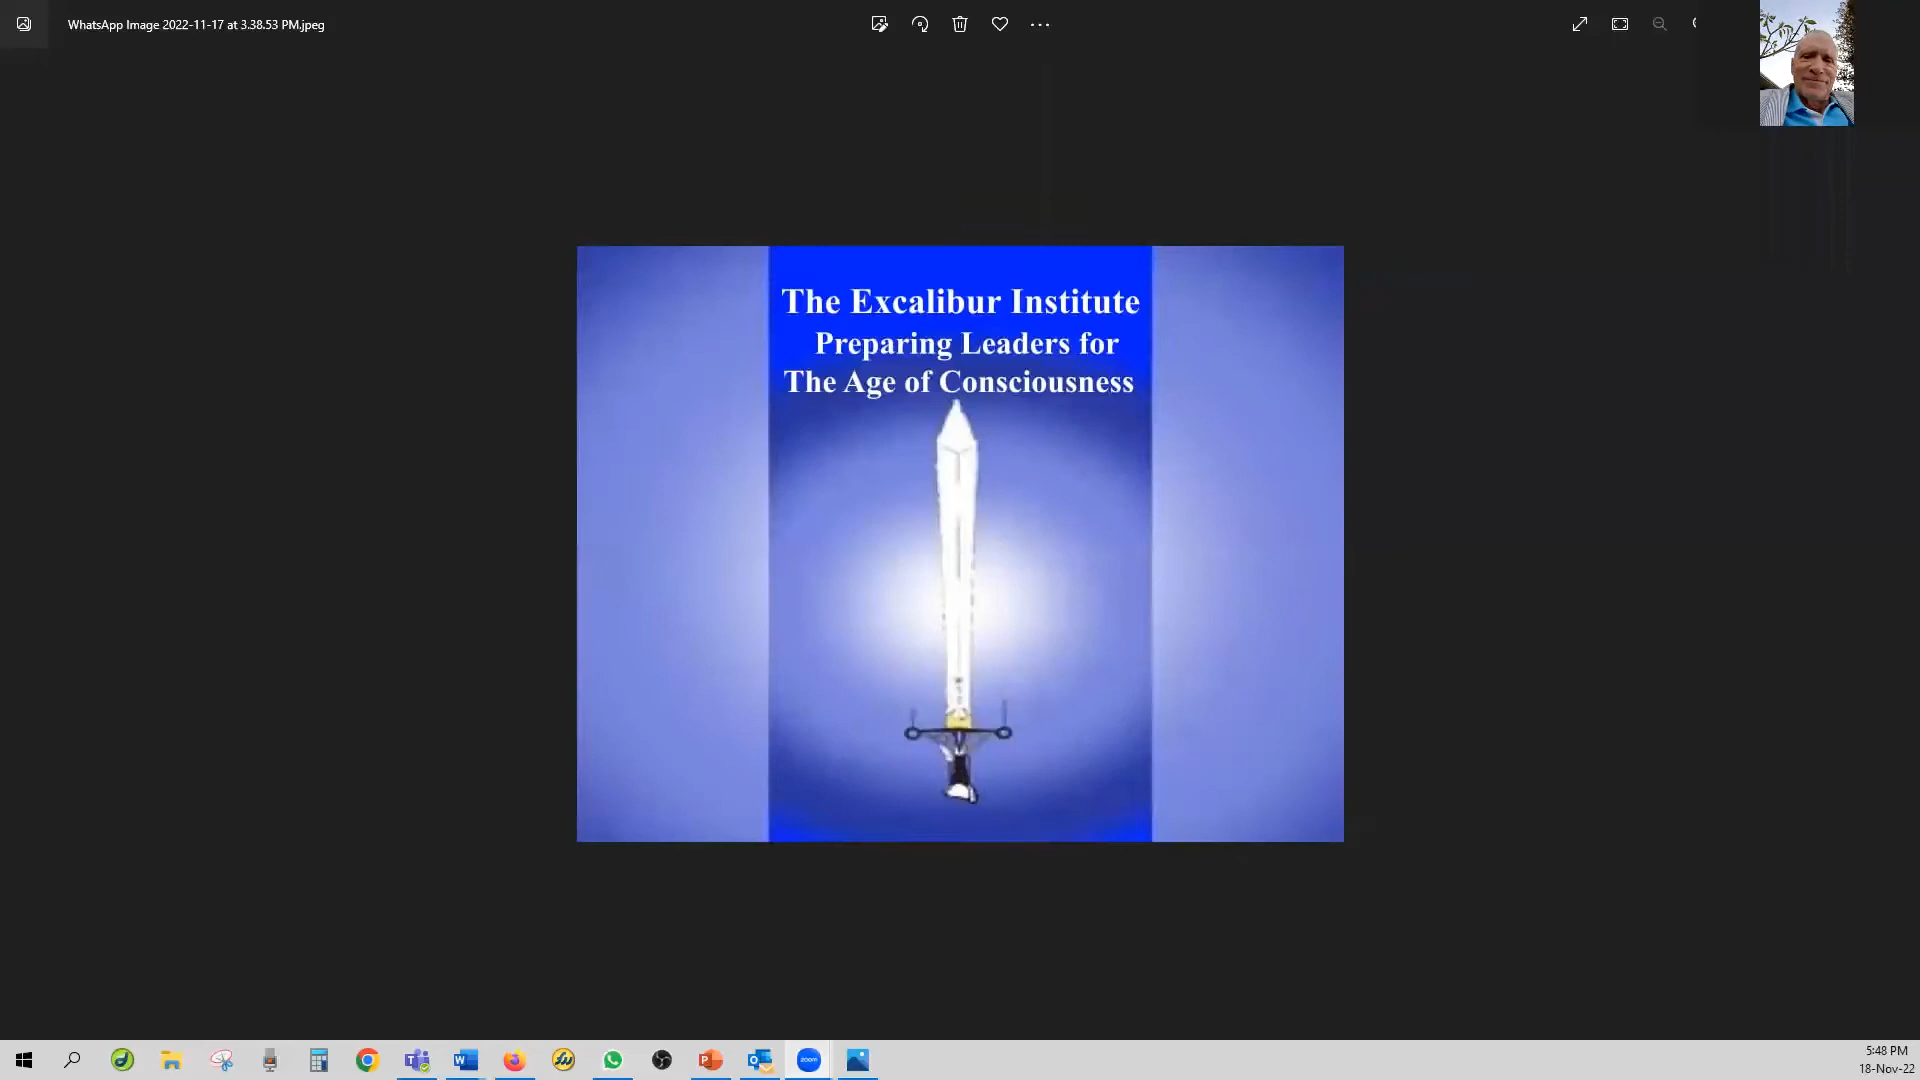 WhatsApp Image 2022-11-17 at 3.38.53 PM.jpeg
The Excalibur Institute
Preparing Leaders for
The Age of Consciousness
zoom
5:48 PM
18-Nov-22